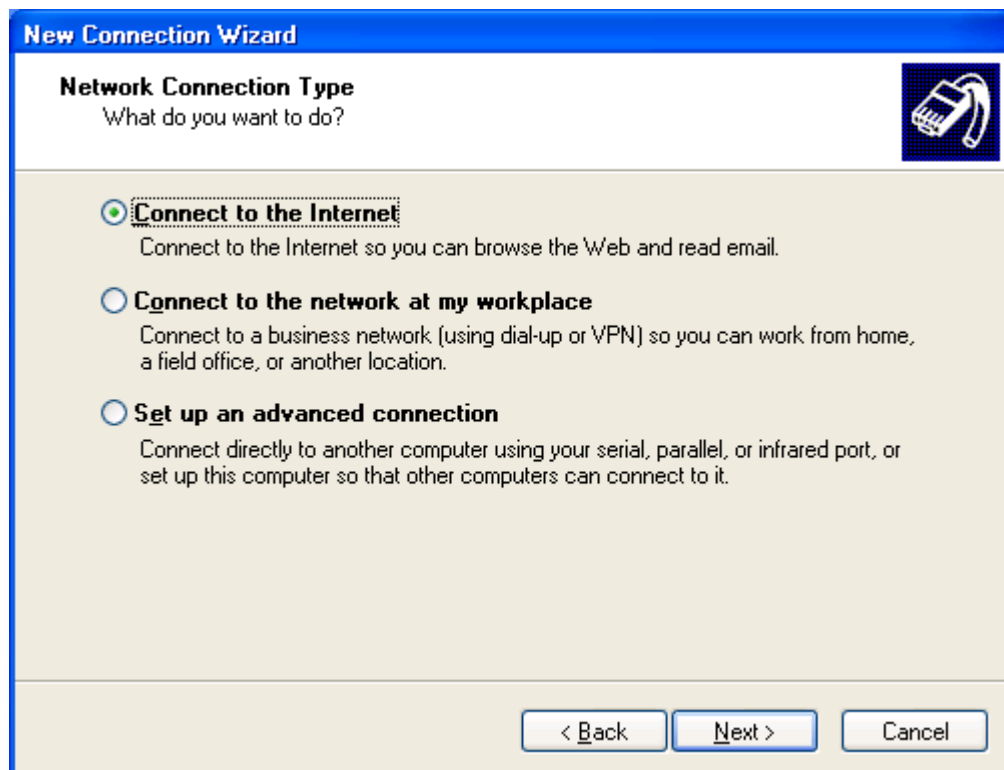 New Connection Wizard
Network Connection Type
What do you want to do?
Connect to the Internet
Connect to the Internet so you can browse the Web and read email.
Connect to the network at my workplace
Connect to a business network (using dial-up or VPN) so you can work from home,
a field office, or another location.
Set up an advanced connection
Connect directly to another computer using your serial, parallel, or infrared port, or
set up this computer so that other computers can connect to it.
< Back
Next >
Cancel